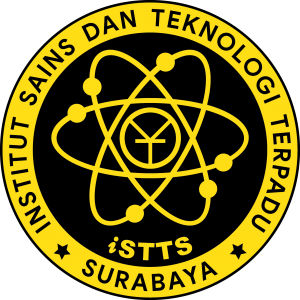 INSTITUT SAINS DAN TEKNOLOGI TERPADU
iSTTS
SURABAYA